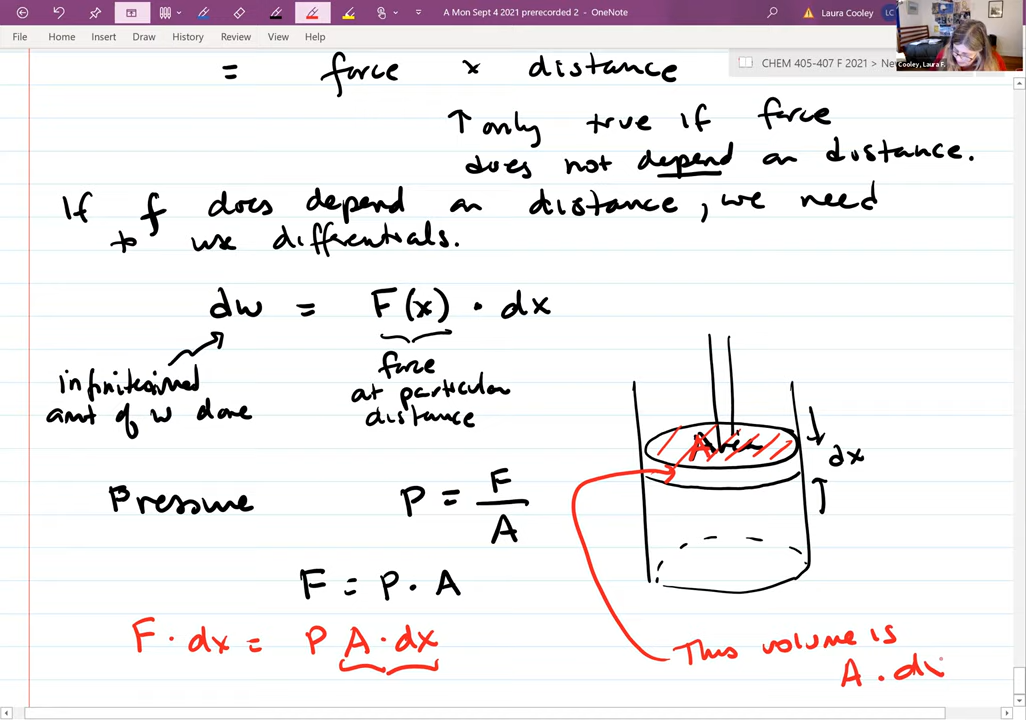 A Mon Sept 4 2021 prerecorded 2 - OneNote
Laura Cooley
LC
Cooley, Laura F.
File Home Insert Draw History Review View Help
CHEM 405-407 F 2021 >
= force x distance
↑ only true if force
does not depend on distance.
If f does depend on distance, we need
to use differentials.
dw = F(x) · dx
infinitesimal
amt of w done
force
at particular
distance
A
dx
Pressure P = F
A
F = P · A
F · dx = P A · dx
This volume is
A ·